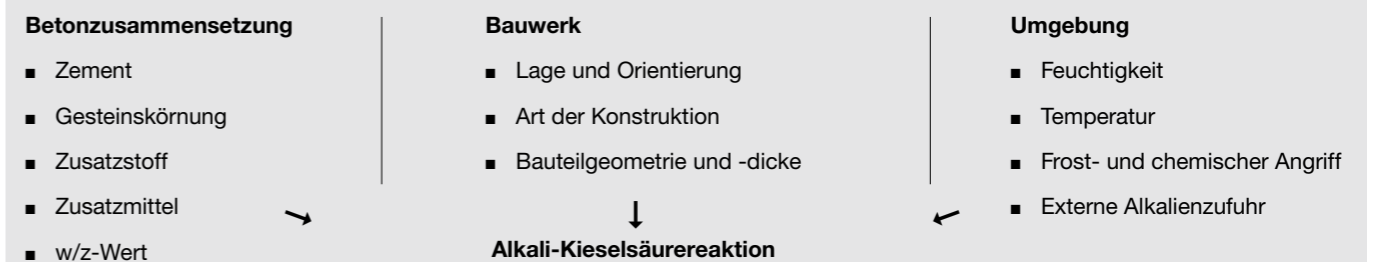 Betonzusammensetzung
■ Zement
■ Gesteinskörnung
■ Zusatzstoff
■ Zusatzmittel
■ w/z-Wert
Bauwerk
■ Lage und Orientierung
■ Art der Konstruktion
■ Bauteilgeometrie und -dicke
Umgebung
■ Feuchtigkeit
■ Temperatur
■ Frost- und chemischer Angriff
■ Externe Alkalienzufuhr
Alkali-Kieselsäurereaktion